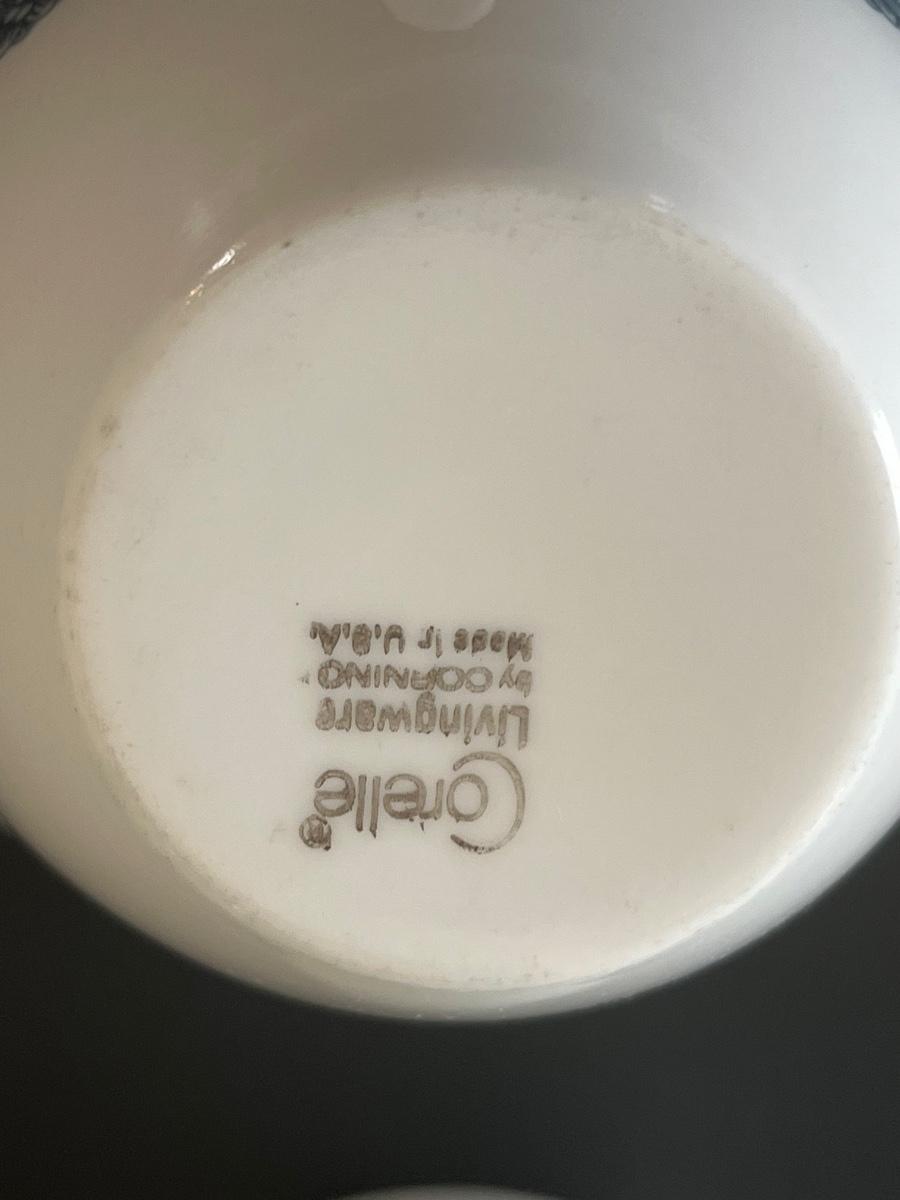 Corelle®
Livingware
by CORNING
Made in U.S.A.